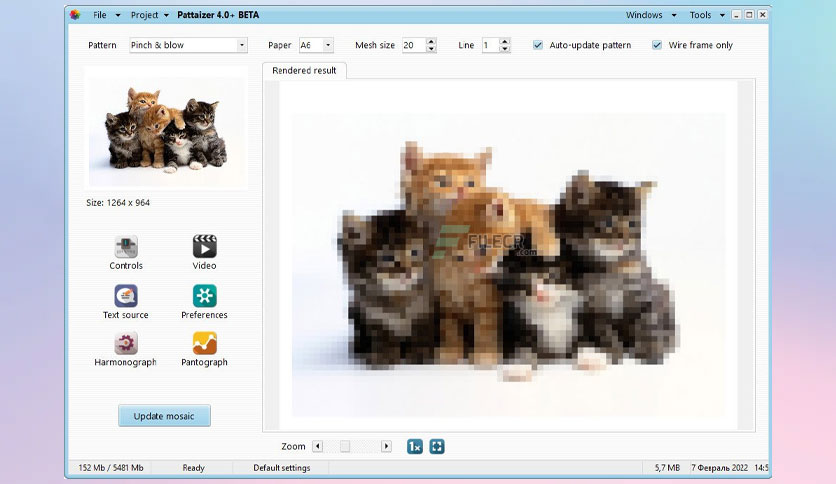 File Project Pattaizer 4.0+ BETA Windows Tools
Pattern Pinch & blow Paper A6 Mesh size 20 Line 1 Auto-update pattern Wire frame only
Rendered result
Size: 1264 x 964
FILECR
.com
Controls Video
Text source Preferences
Harmonograph Pantograph
Update mosaic
Zoom 1x
152 Mb / 5481 Mb Ready Default settings 5,7 MB 7 Февраль 2022 14:5